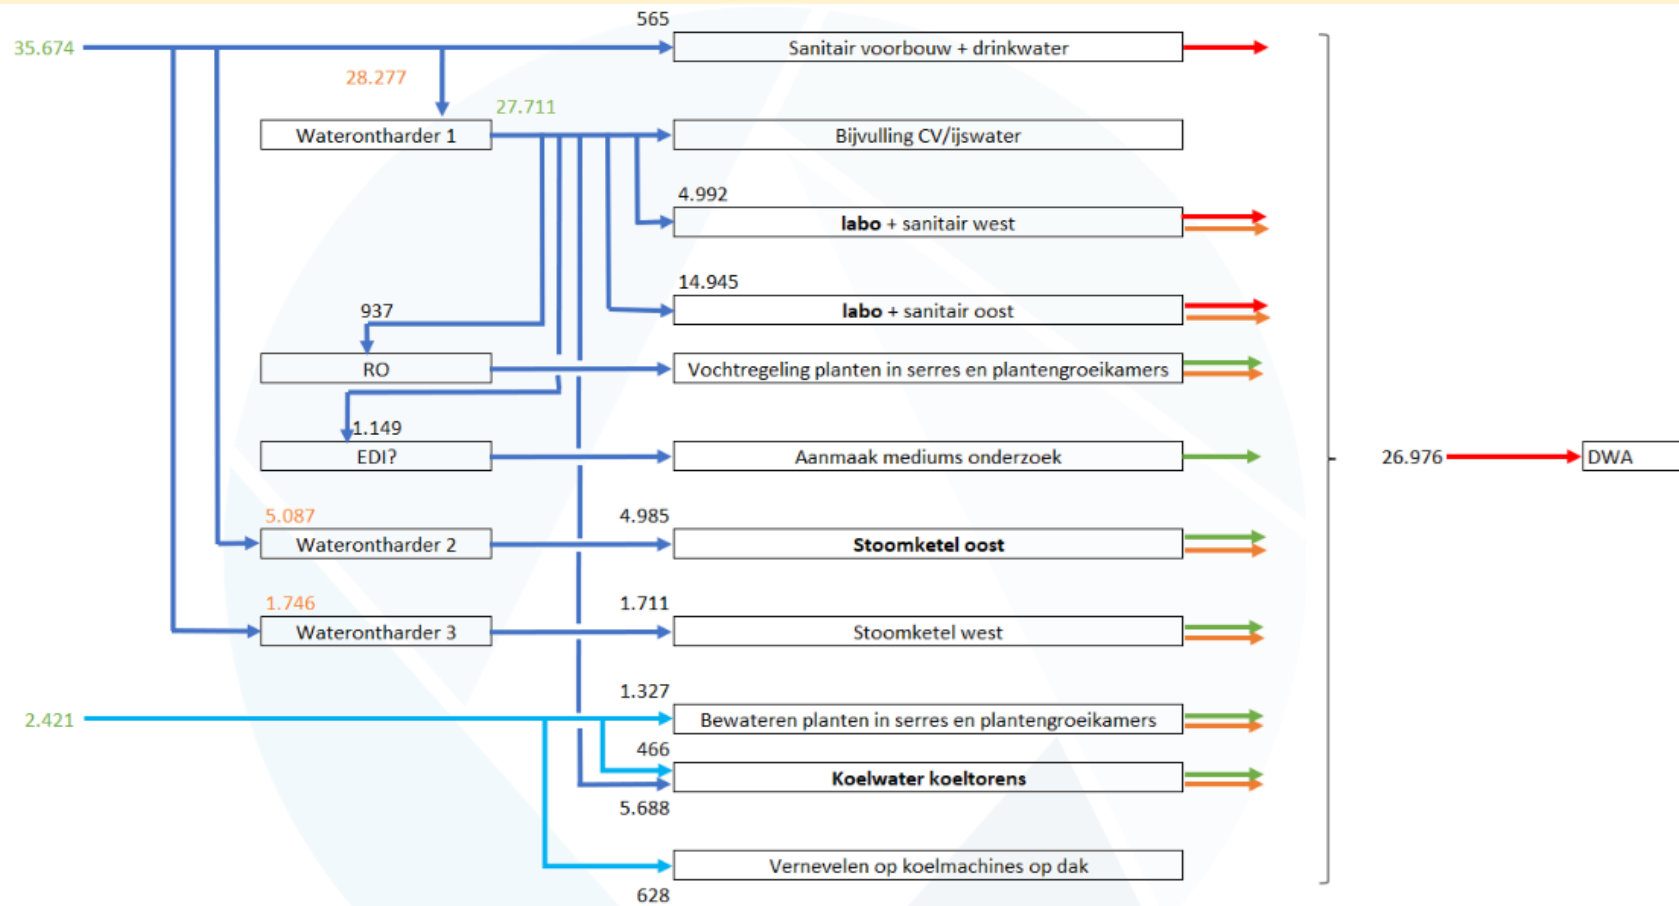 565
35.674
Sanitair voorbouw + drinkwater
28.277
27.711
Waterontharder 1
Bijvulling CV/ijswater
4.992
labo + sanitair west
14.945
labo + sanitair oost
937
RO
Vochtregeling planten in serres en plantengroeikamers
1.149
EDI?
Aanmaak mediums onderzoek
26.976
DWA
5.087
4.985
Waterontharder 2
Stoomketel oost
1.746
1.711
Waterontharder 3
Stoomketel west
1.327
2.421
Bewateren planten in serres en plantengroeikamers
466
Koelwater koeltorens
5.688
Vernevelen op koelmachines op dak
628